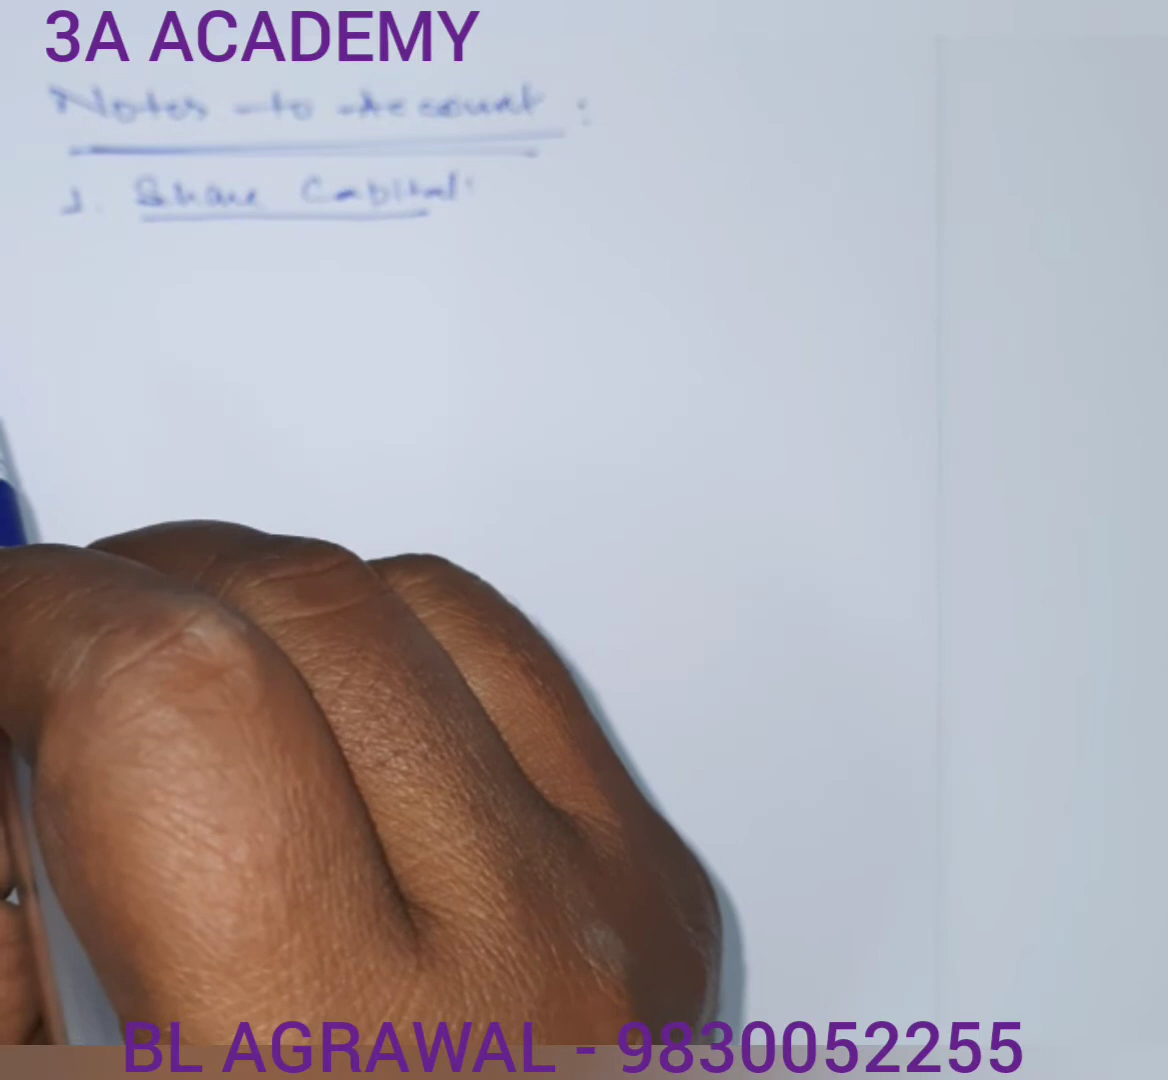 3A ACADEMY
Notes to Account :
1. Share Capital:
BL AGRAWAL - 9830052255